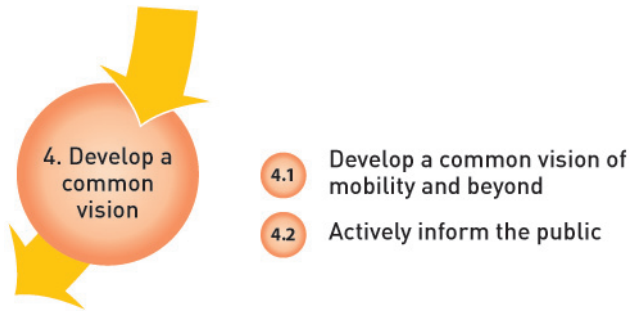 4. Develop a
common
vision
4.1 Develop a common vision of
mobility and beyond
4.2 Actively inform the public